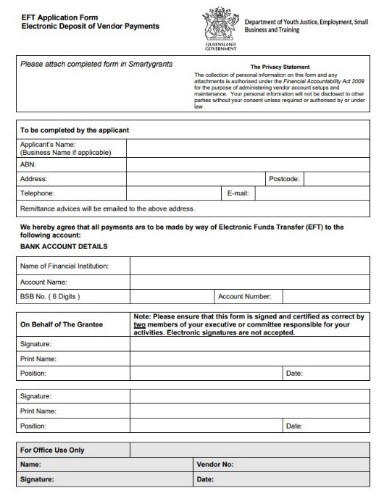 EFT Application Form
Electronic Deposit of Vendor Payments
QUEENSLAND
GOVERNMENT
Department of Youth Justice, Employment, Small
Business and Training
Please attach completed form in Smartygrants
The Privacy Statement
The collection of personal information on this form and any
attachments is authorised under the Financial Accountability Act 2009
for the purpose of administering vendor account setups and
maintenance. Your personal information will not be disclosed to other
parties without your consent unless required or authorised by or under
law.
To be completed by the applicant
Applicant's Name:
(Business Name if applicable)
ABN:
Address:
Postcode:
Telephone:
E-mail:
Remittance advices will be emailed to the above address.
We hereby agree that all payments are to be made by way of Electronic Funds Transfer (EFT) to the
following account:
BANK ACCOUNT DETAILS
Name of Financial Institution:
Account Name:
BSB No. ( 6 Digits )
Account Number:
On Behalf of The Grantee
Note: Please ensure that this form is signed and certified as correct by
two members of your executive or committee responsible for your
activities. Electronic signatures are not accepted.
Signature:
Print Name:
Position:
Date:
Signature:
Print Name:
Position:
Date:
For Office Use Only
Name:
Vendor No:
Signature:
Date: